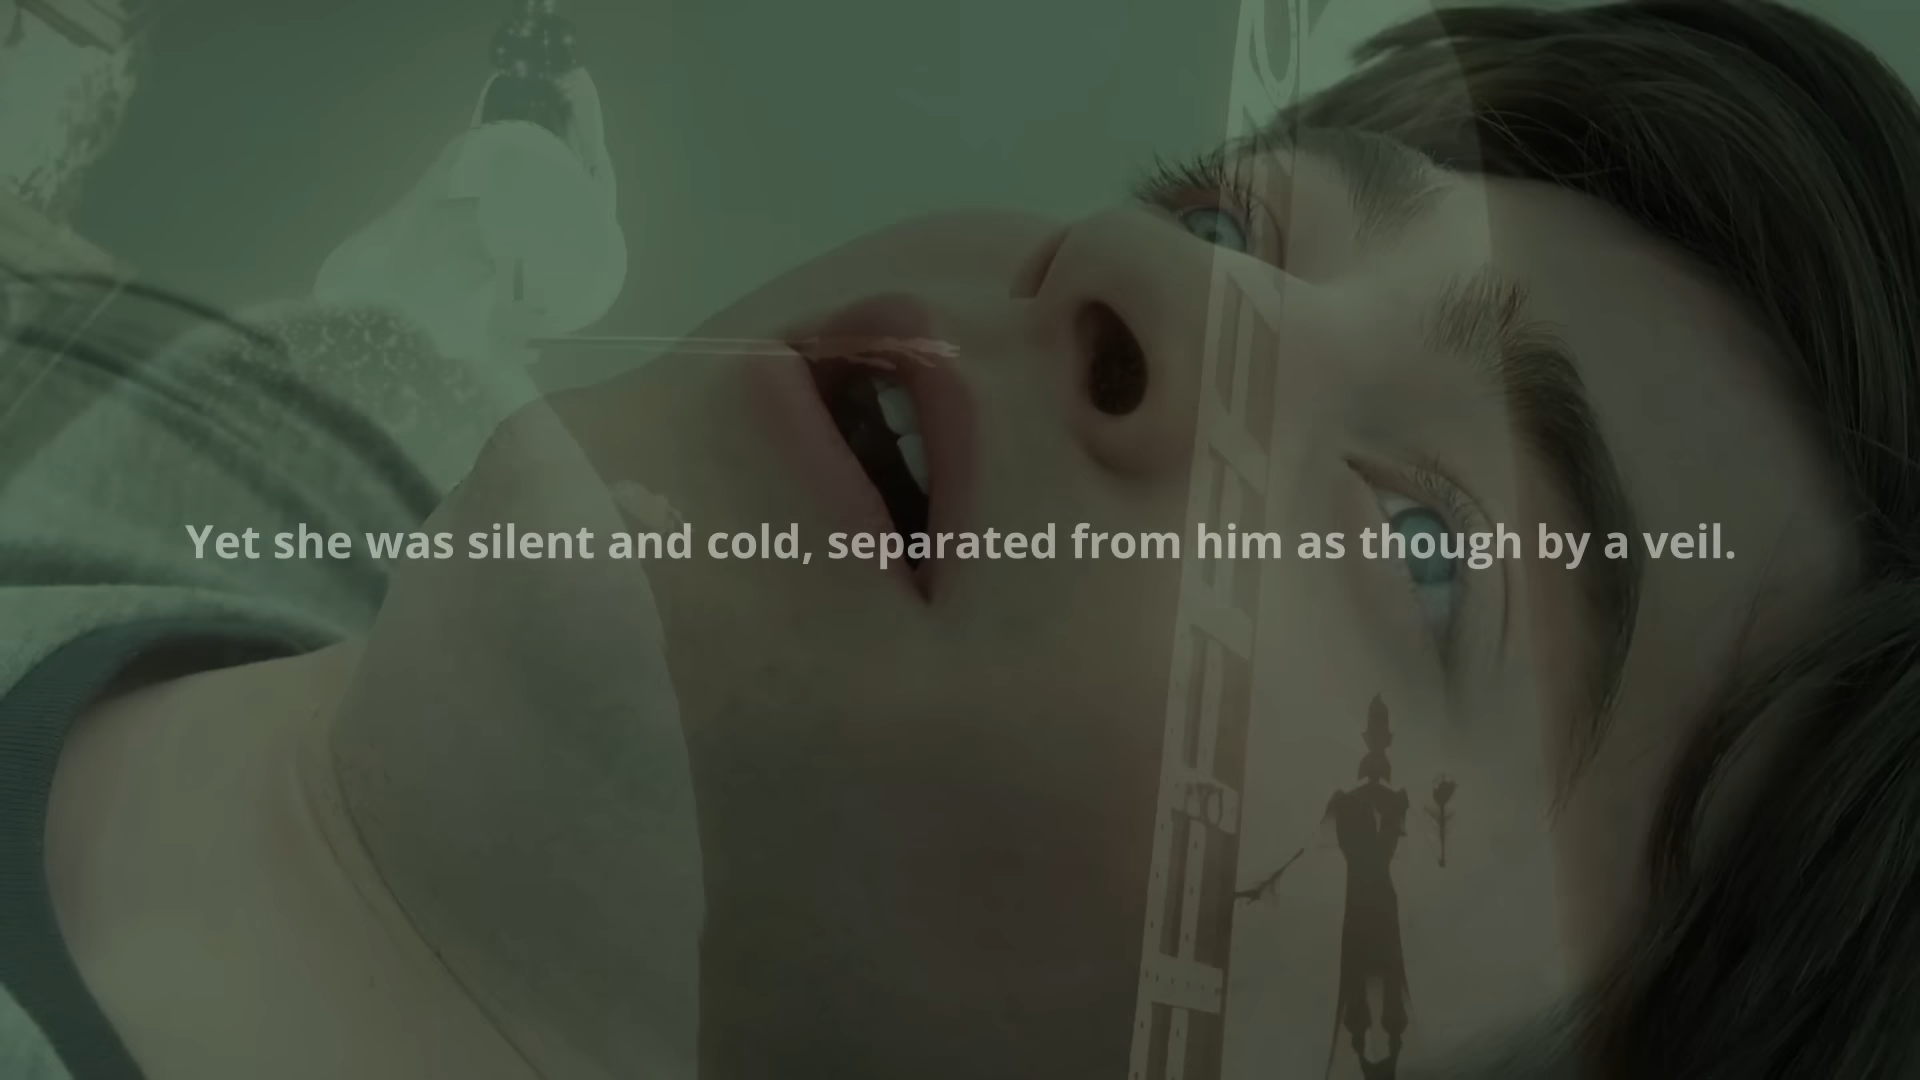 Yet she was silent and cold, separated from him as though by a veil.